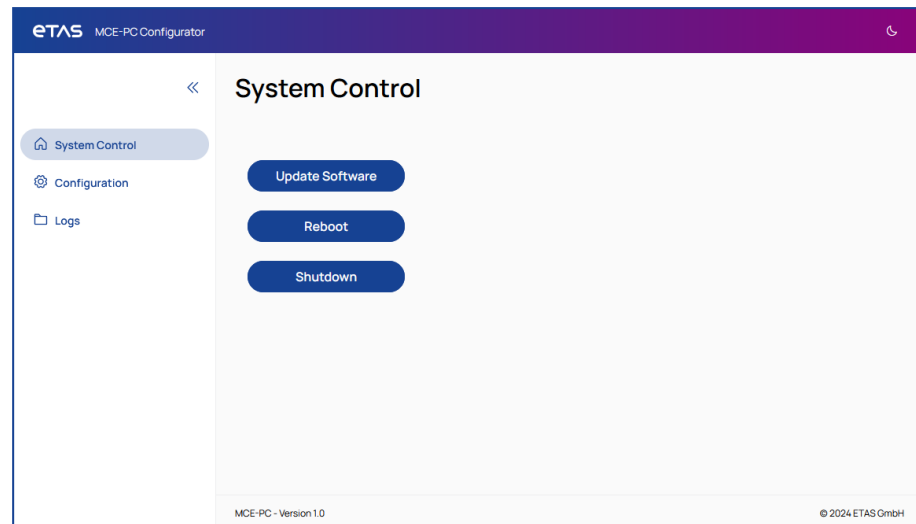 eTAS MCE-PC Configurator
System Control
System Control
Configuration
Logs
Update Software
Reboot
Shutdown
MCE-PC - Version 1.0
© 2024 ETAS GmbH